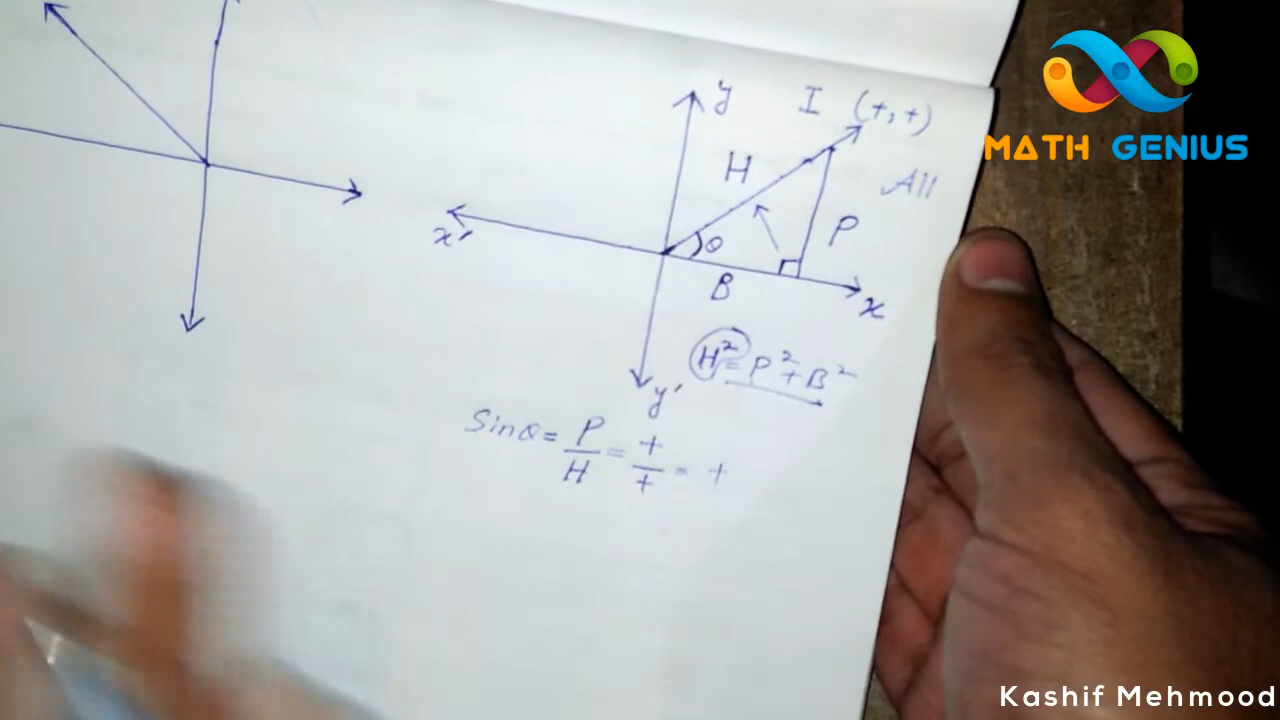 MATH GENIUS
y
I (+,+)
H
All
x'
θ
P
B
x
H² = P² + B²
y'
Sinθ = P/H = +/+ = +
Kashif Mehmood